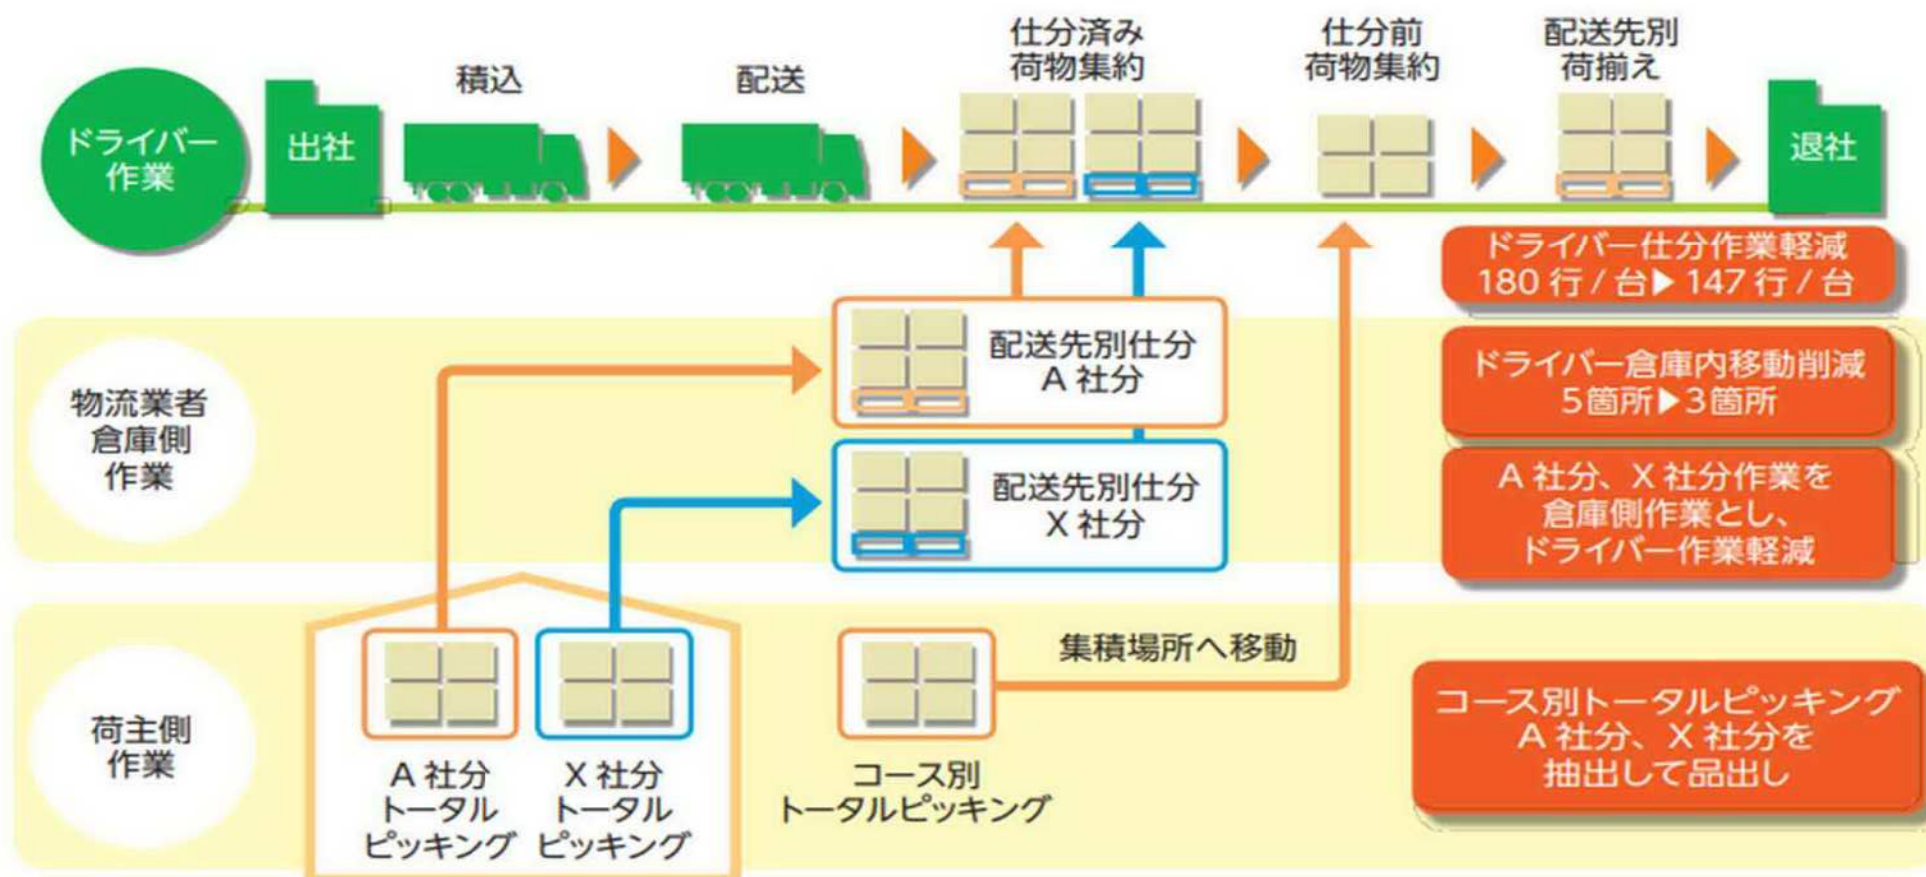 ドライバー
作業
出社
積込
配送
仕分済み
荷物集約
仕分前
荷物集約
配送先別
荷揃え
退社
ドライバー仕分作業軽減
180 行 / 台▶147 行 / 台
物流業者
倉庫側
作業
配送先別仕分
A 社分
配送先別仕分
X 社分
ドライバー倉庫内移動削減
5箇所▶3箇所
A 社分、X 社分作業を
倉庫側作業とし、
ドライバー作業軽減
荷主側
作業
A 社分
トータル
ピッキング
X 社分
トータル
ピッキング
コース別
トータルピッキング
集積場所へ移動
コース別トータルピッキング
A 社分、X 社分を
抽出して品出し